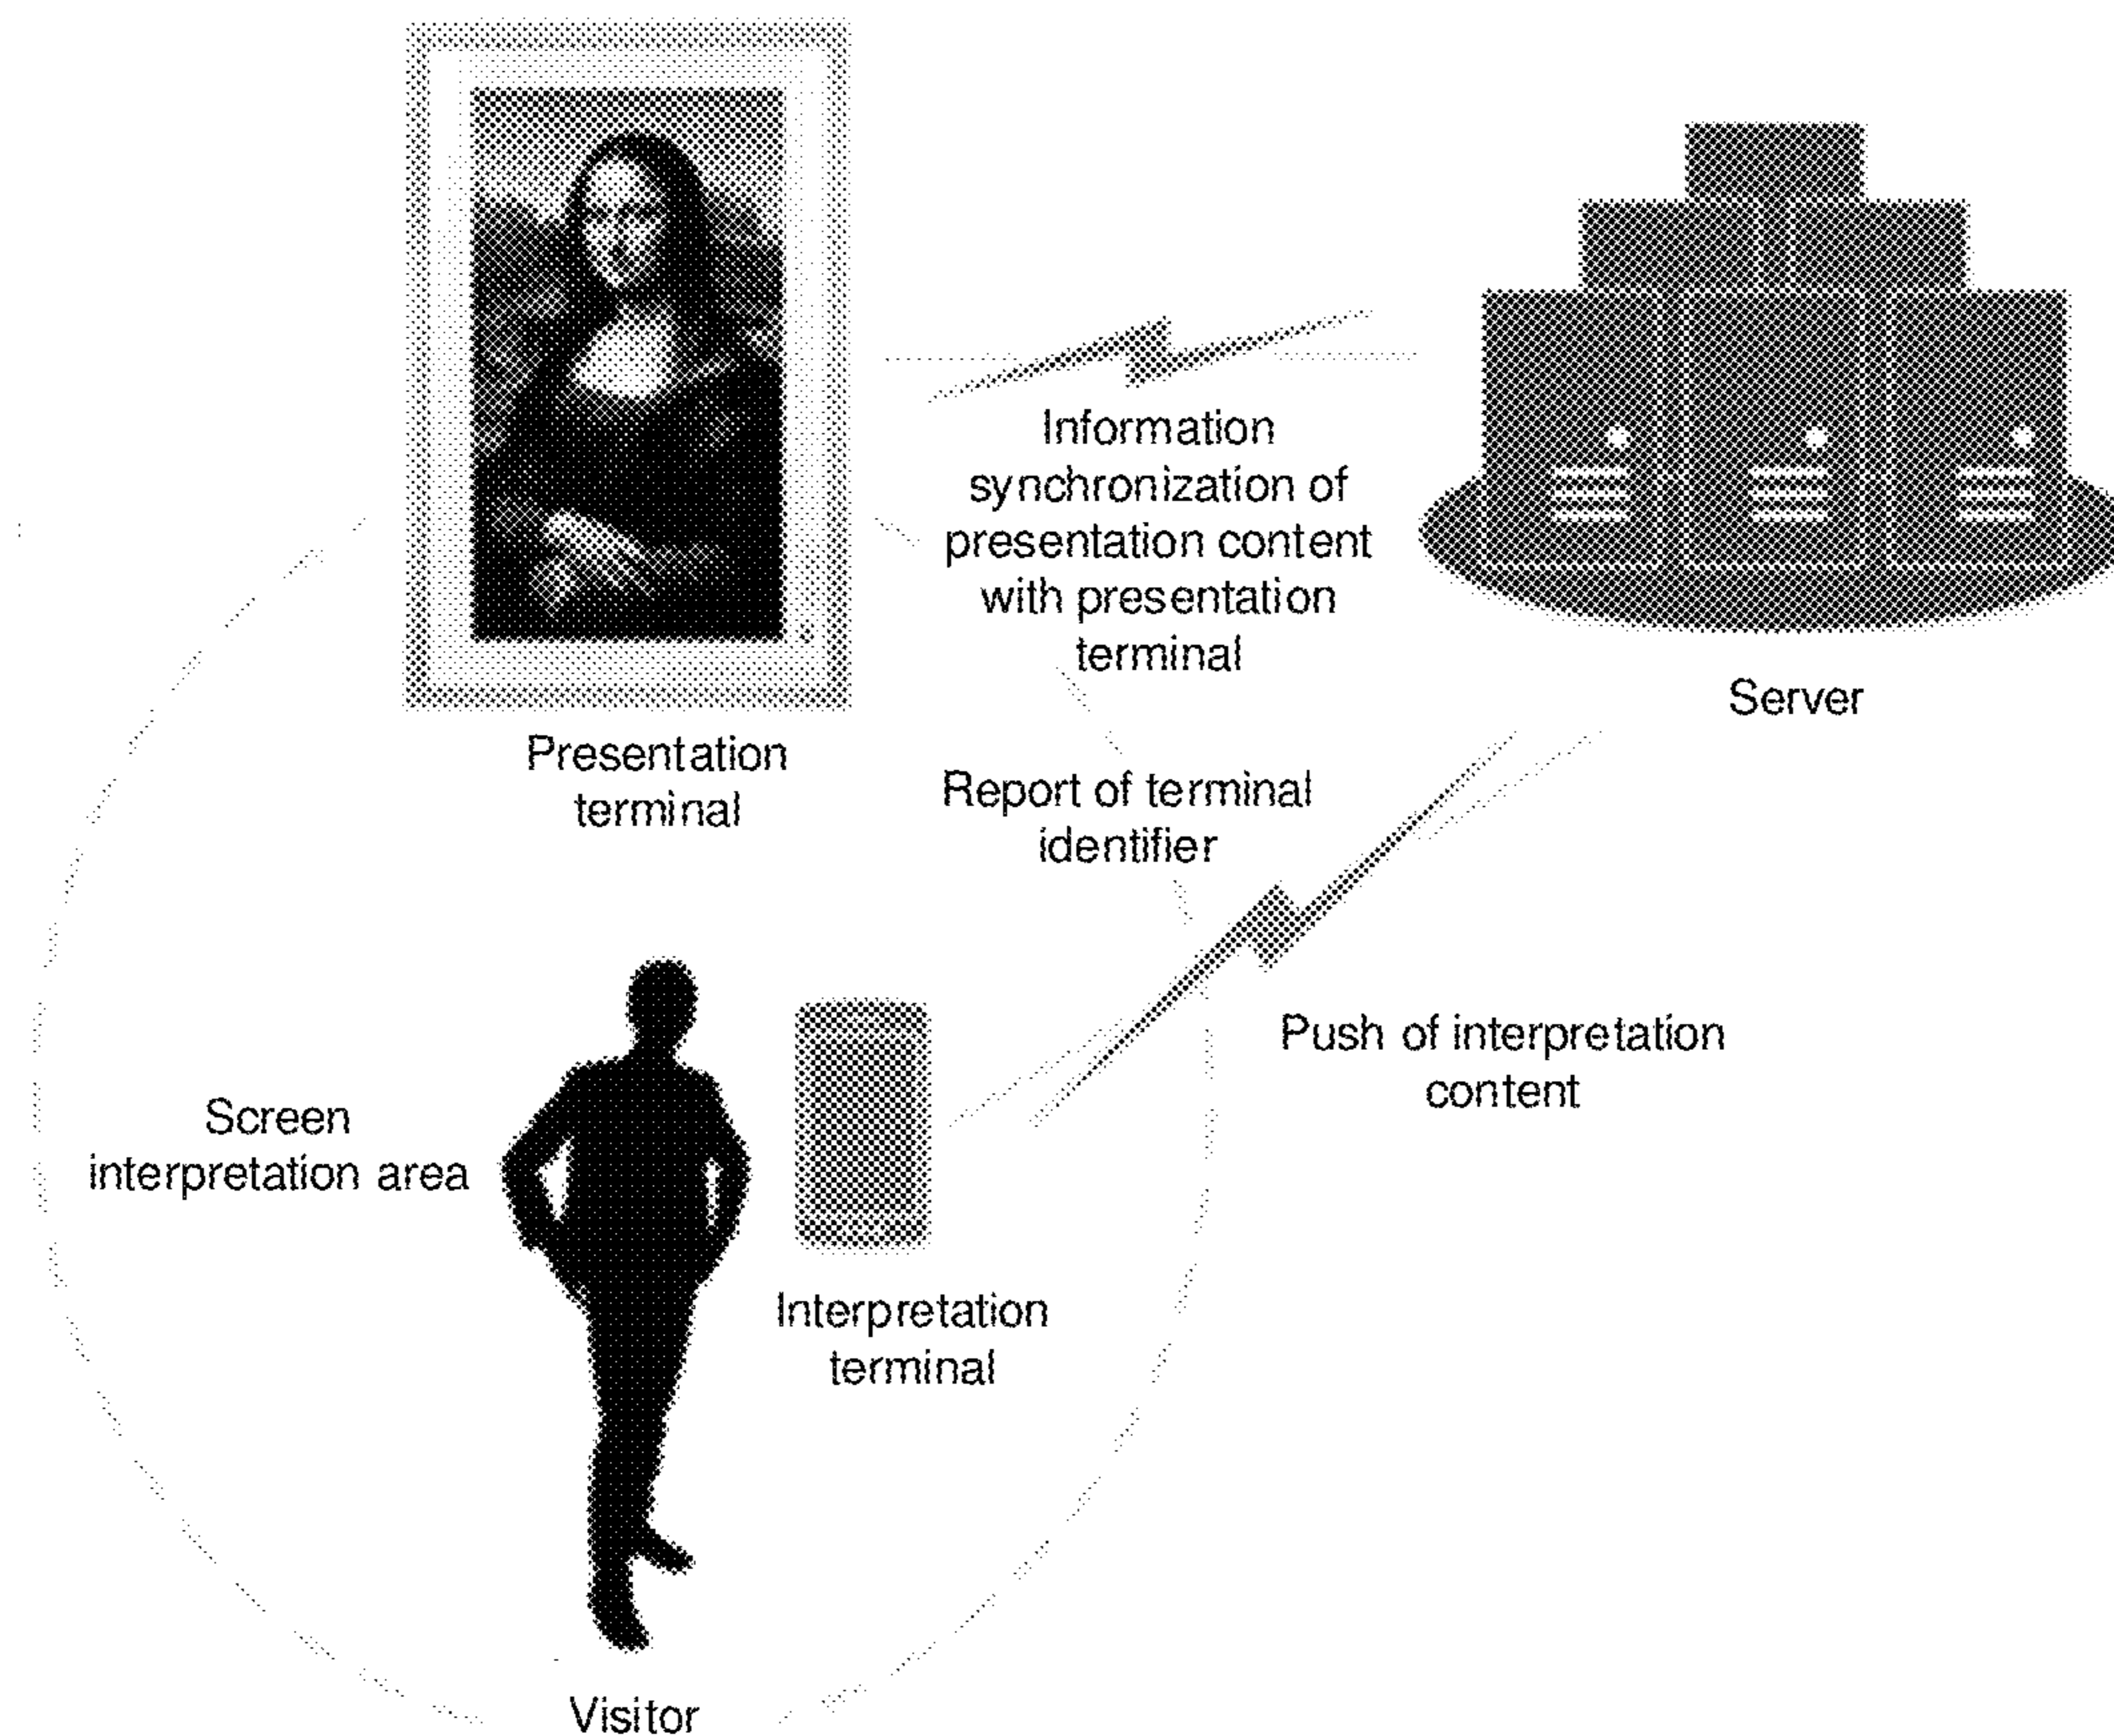 Information
synchronization of
presentation content
with presentation
terminal
Server
Presentation
terminal
Report of terminal
identifier
Push of interpretation
content
Screen
interpretation area
Interpretation
terminal
Visitor